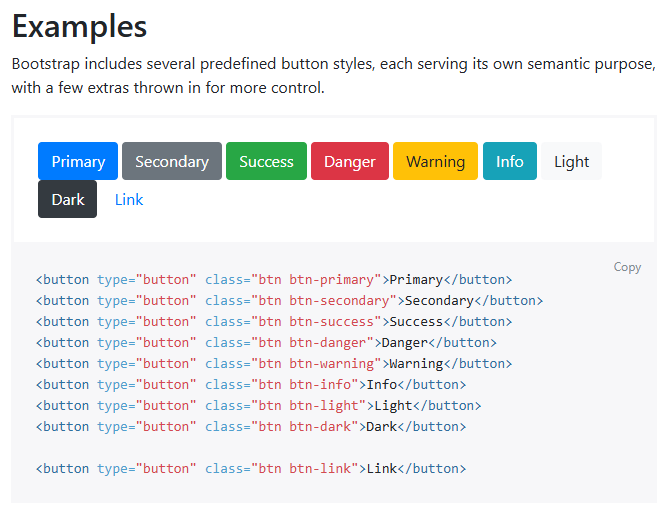 Examples
Bootstrap includes several predefined button styles, each serving its own semantic purpose,
with a few extras thrown in for more control.
Primary Secondary Success Danger Warning Info Light
Dark Link
Copy
<button type="button" class="btn btn-primary">Primary</button>
<button type="button" class="btn btn-secondary">Secondary</button>
<button type="button" class="btn btn-success">Success</button>
<button type="button" class="btn btn-danger">Danger</button>
<button type="button" class="btn btn-warning">Warning</button>
<button type="button" class="btn btn-info">Info</button>
<button type="button" class="btn btn-light">Light</button>
<button type="button" class="btn btn-dark">Dark</button>
<button type="button" class="btn btn-link">Link</button>